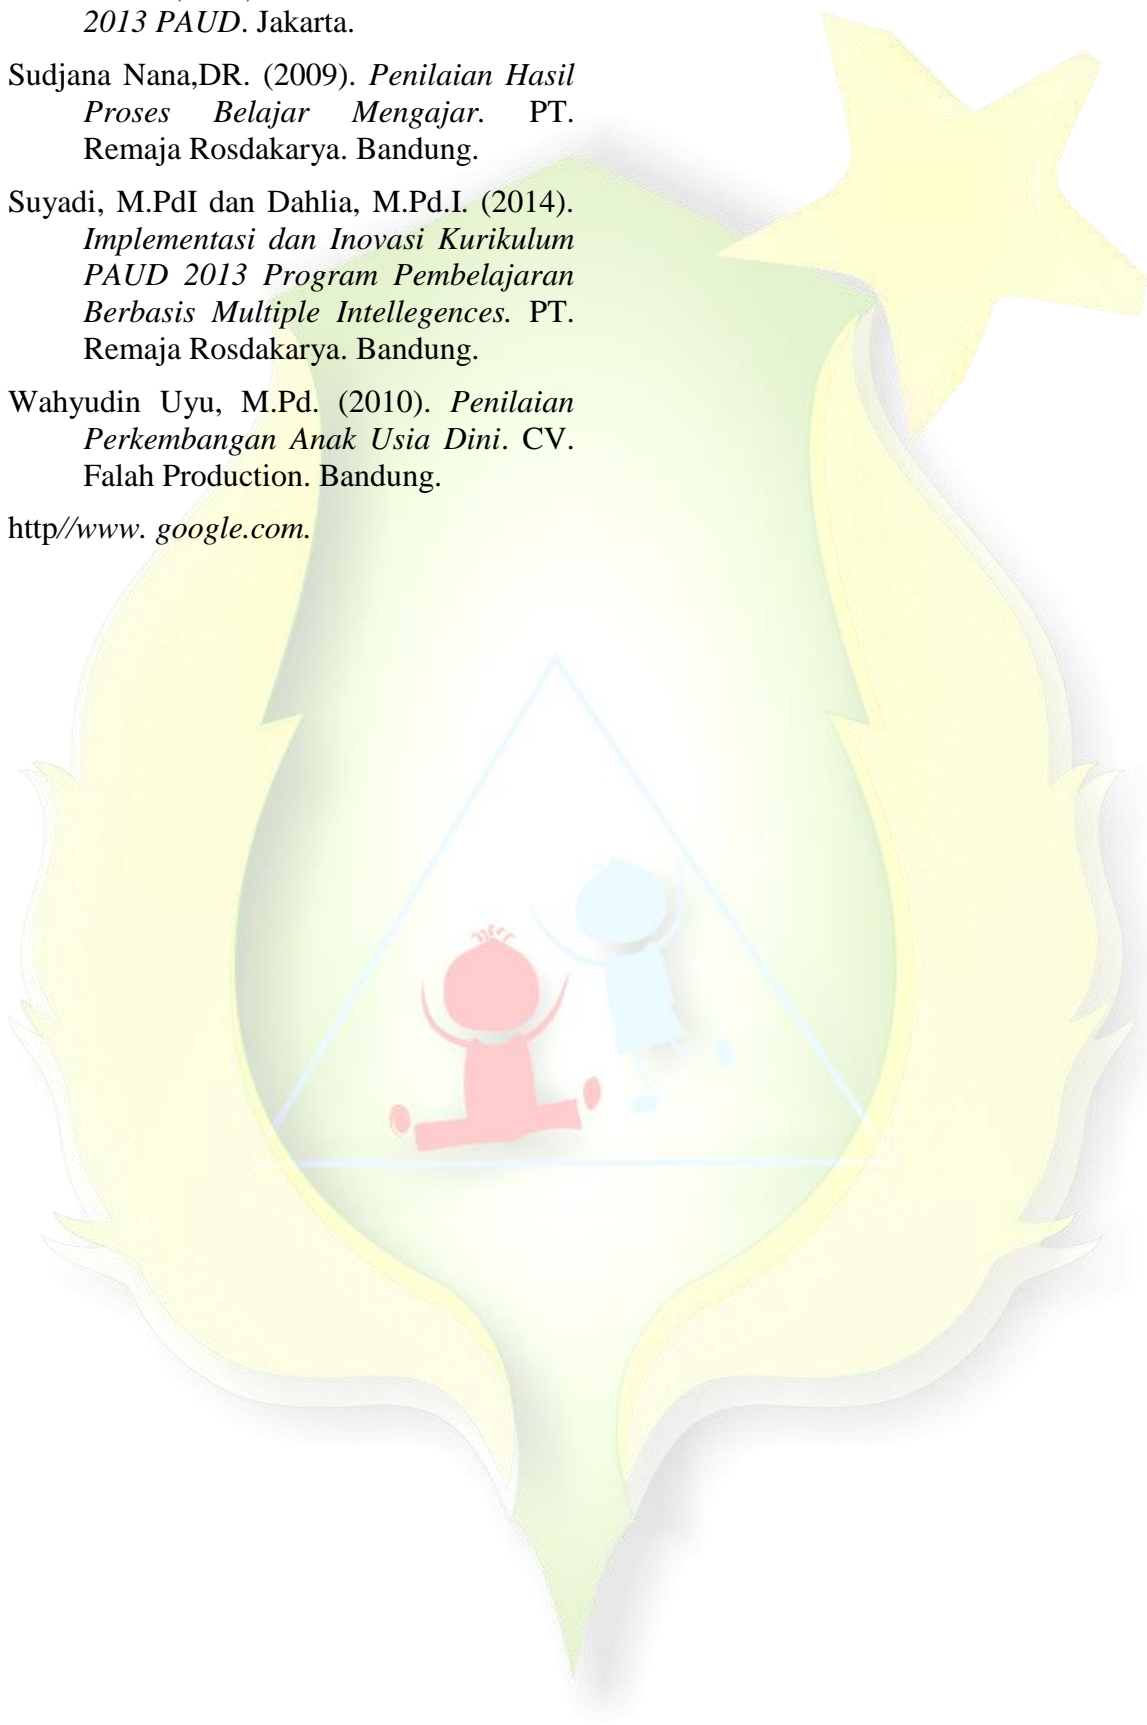 2013 PAUD. Jakarta.
Sudjana Nana,DR. (2009). Penilaian Hasil
Proses Belajar Mengajar. PT.
Remaja Rosdakarya. Bandung.
Suyadi, M.PdI dan Dahlia, M.Pd.I. (2014).
Implementasi dan Inovasi Kurikulum
PAUD 2013 Program Pembelajaran
Berbasis Multiple Intellegences. PT.
Remaja Rosdakarya. Bandung.
Wahyudin Uyu, M.Pd. (2010). Penilaian
Perkembangan Anak Usia Dini. CV.
Falah Production. Bandung.
http//www. google.com.